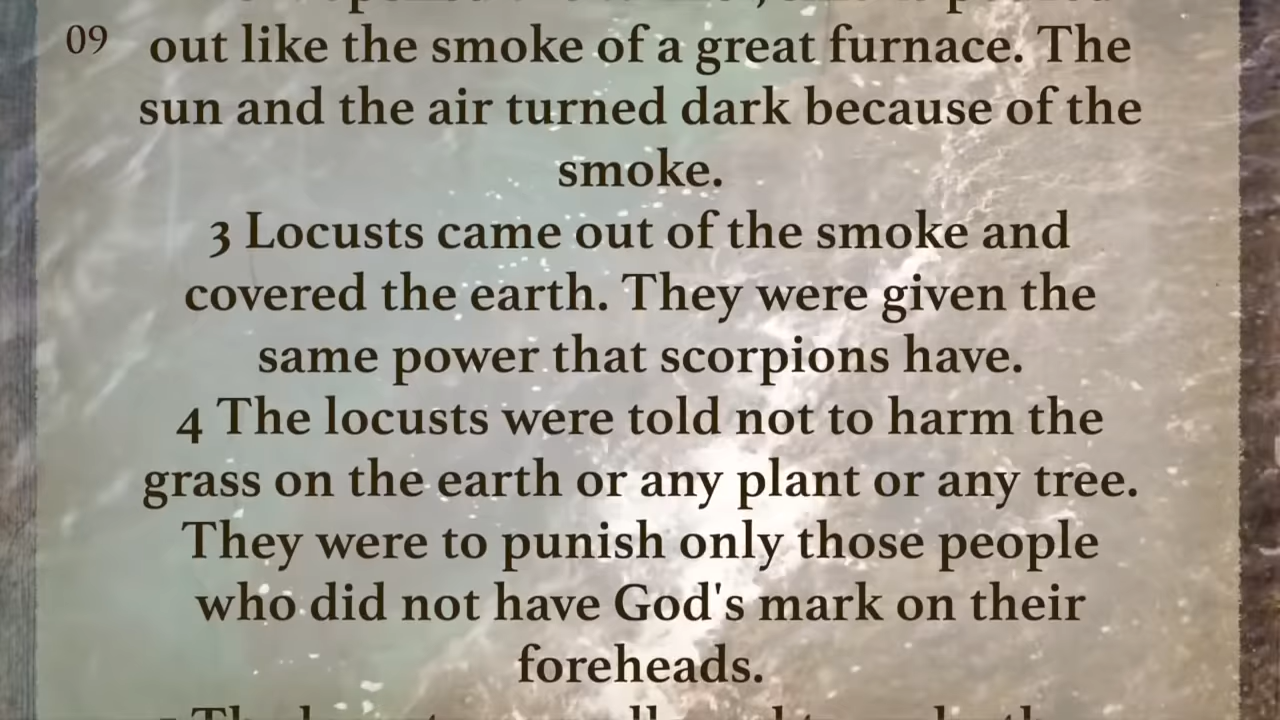 09
out like the smoke of a great furnace. The
sun and the air turned dark because of the
smoke.
3 Locusts came out of the smoke and
covered the earth. They were given the
same power that scorpions have.
4 The locusts were told not to harm the
grass on the earth or any plant or any tree.
They were to punish only those people
who did not have God's mark on their
foreheads.